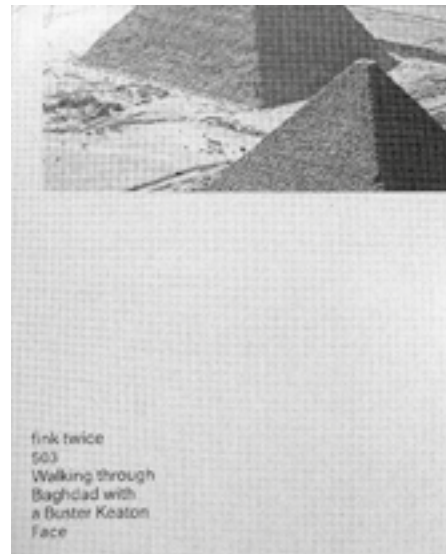 fink twice
503
Walking through
Baghdad with
a Buster Keaton
Face